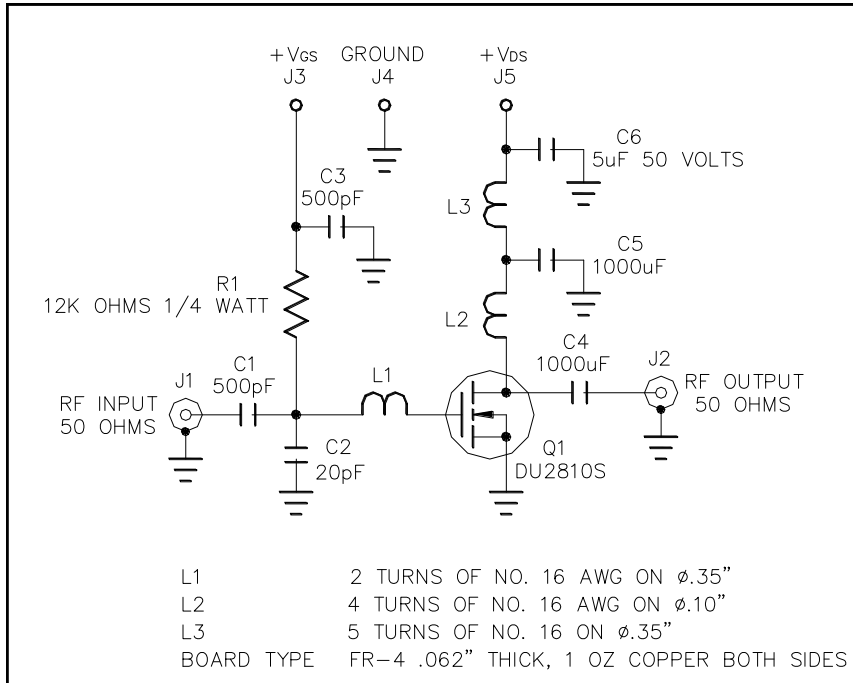 +VGS
J3
GROUND
J4
+VDS
J5
C6
5uF 50 VOLTS
C3
500pF
L3
C5
1000uF
R1
12K OHMS 1/4 WATT
L2
C4
1000uF
J1
C1
500pF
L1
J2
RF INPUT
50 OHMS
RF OUTPUT
50 OHMS
C2
20pF
Q1
DU2810S
L1 2 TURNS OF NO. 16 AWG ON ø.35"
L2 4 TURNS OF NO. 16 AWG ON ø.10"
L3 5 TURNS OF NO. 16 ON ø.35"
BOARD TYPE FR-4 .062" THICK, 1 OZ COPPER BOTH SIDES